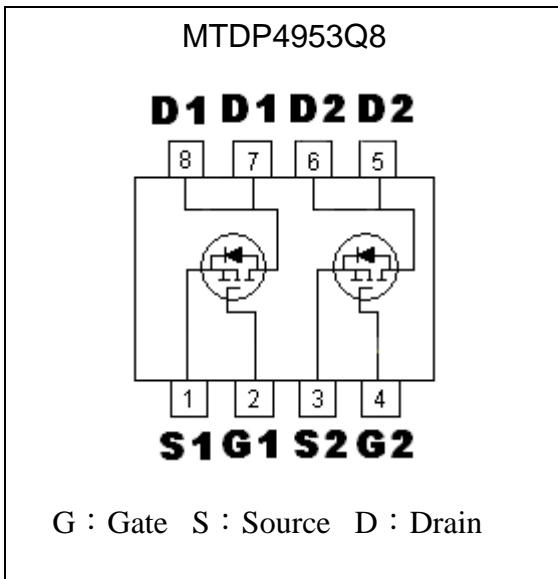 MTDP4953Q8
D1 D1 D2 D2
8 7 6 5
1 2 3 4
S1 G1 S2 G2
G：Gate S：Source D：Drain